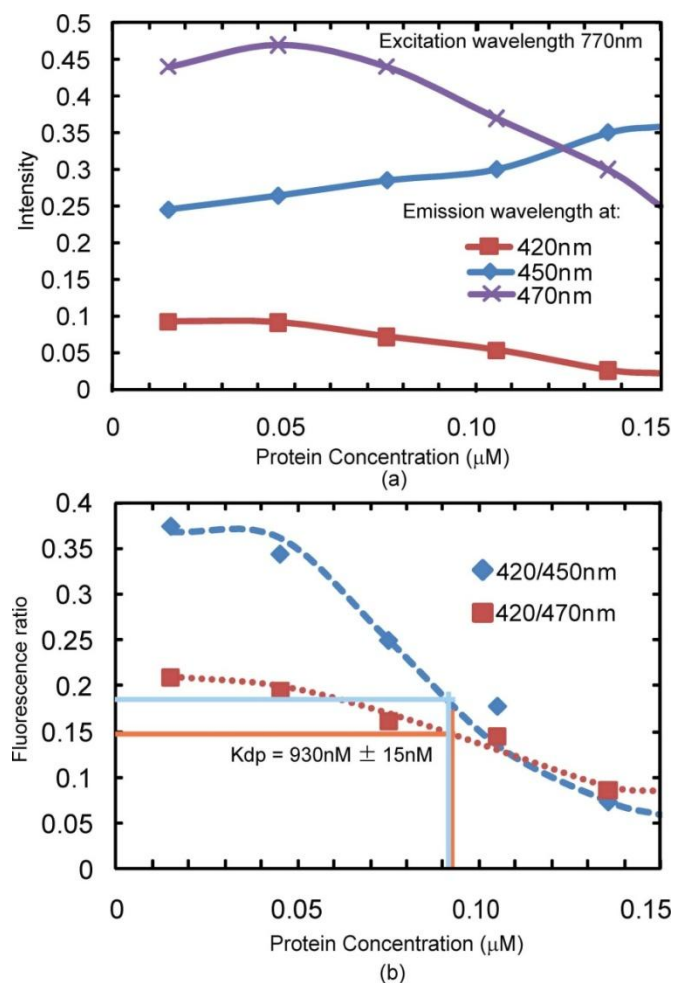 0.5
0.45
0.4
0.35
0.3
0.25
0.2
0.15
0.1
0.05
0
Intensity
Excitation wavelength 770nm
Emission wavelength at:
420nm
450nm
470nm
0 0.05 0.10 0.15
Protein Concentration (μM)
(a)
0.4
0.35
0.3
0.25
0.2
0.15
0.1
0.05
0
Fluorescence ratio
420/450nm
420/470nm
Kdp = 930nM ± 15nM
0 0.05 0.10 0.15
Protein Concentration (μM)
(b)